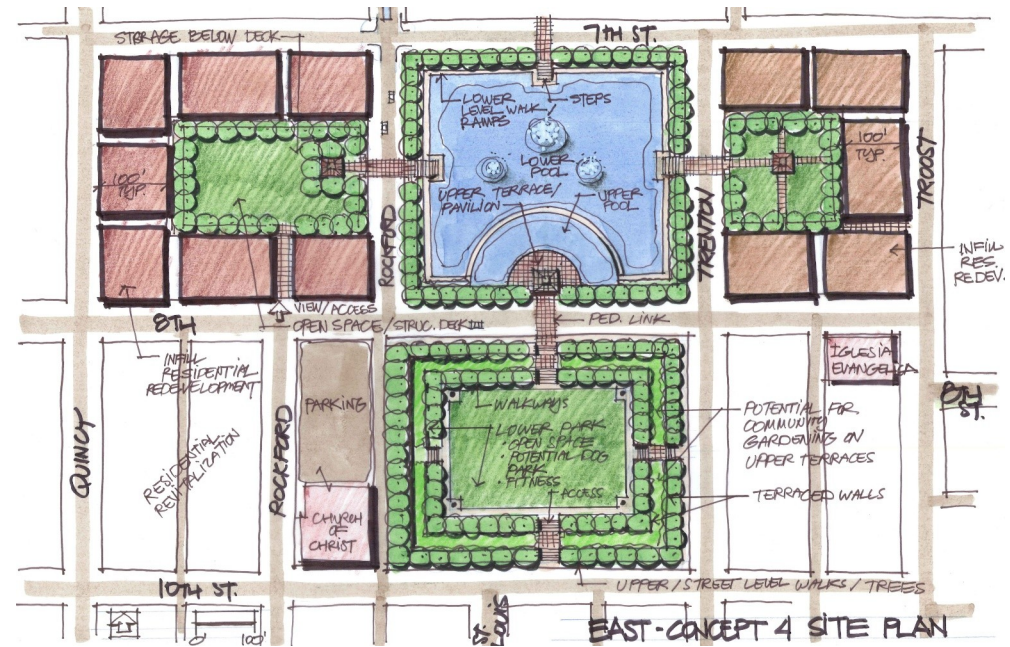 STORAGE BELOW DECK
7TH ST.
LOWER
LEVEL WALK/
RAMPS
STEPS
LOWER
POOL
UPPER TERRACE/
PAVILION
UPPER
POOL
100'
TYP.
100'
TYP.
ROCKFORD
TRENTON
TROOST
INFILL
RES.
REDEV.
VIEW/ACCESS
OPEN SPACE/STRUC. DECK
8TH
PED. LINK
INFILL
RESIDENTIAL
REDEVELOPMENT
PARKING
IGLESIA
EVANGELICA
8TH
ST.
WALKWAYS
LOWER PARK
• OPEN SPACE
• POTENTIAL DOG
PARK
• FITNESS
ACCESS
POTENTIAL FOR
COMMUNITY
GARDENING ON
UPPER TERRACES
TERRACED WALLS
QUINCY
RESIDENTIAL
REVITALIZATION
ROCKFORD
CHURCH
OF
CHRIST
10TH ST.
UPPER/STREET LEVEL WALKS/TREES
0' 100'
ST.
LOUIS
EAST-CONCEPT 4 SITE PLAN